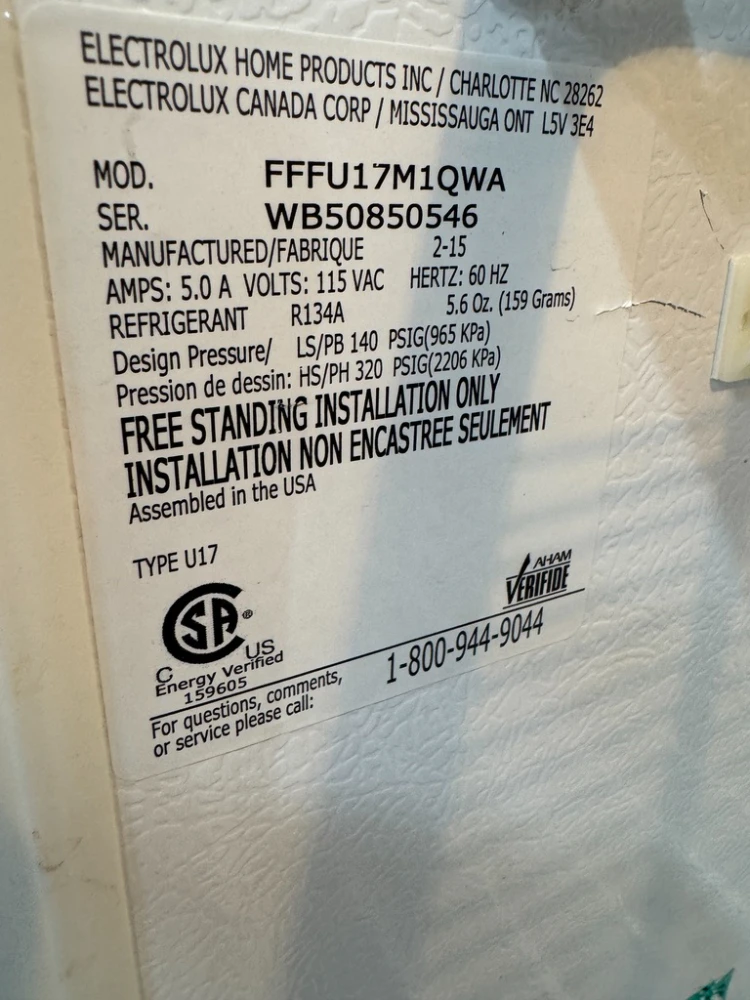 ELECTROLUX HOME PRODUCTS INC / CHARLOTTE NC 28262
ELECTROLUX CANADA CORP / MISSISSAUGA ONT L5V 3E4
MOD. FFFU17M1QWA
SER. WB50850546
MANUFACTURED/FABRIQUE 2-15
AMPS: 5.0 A VOLTS: 115 VAC HERTZ: 60 HZ
REFRIGERANT R134A 5.6 Oz. (159 Grams)
Design Pressure/ LS/PB 140 PSIG(965 KPa)
Pression de dessin: HS/PH 320 PSIG(2206 KPa)
FREE STANDING INSTALLATION ONLY
INSTALLATION NON ENCASTREE SEULEMENT
Assembled in the USA
TYPE U17
AHAM
VERIFIDE
SA ®
C US
Energy Verified
159605
For questions, comments,
or service please call:
1-800-944-9044